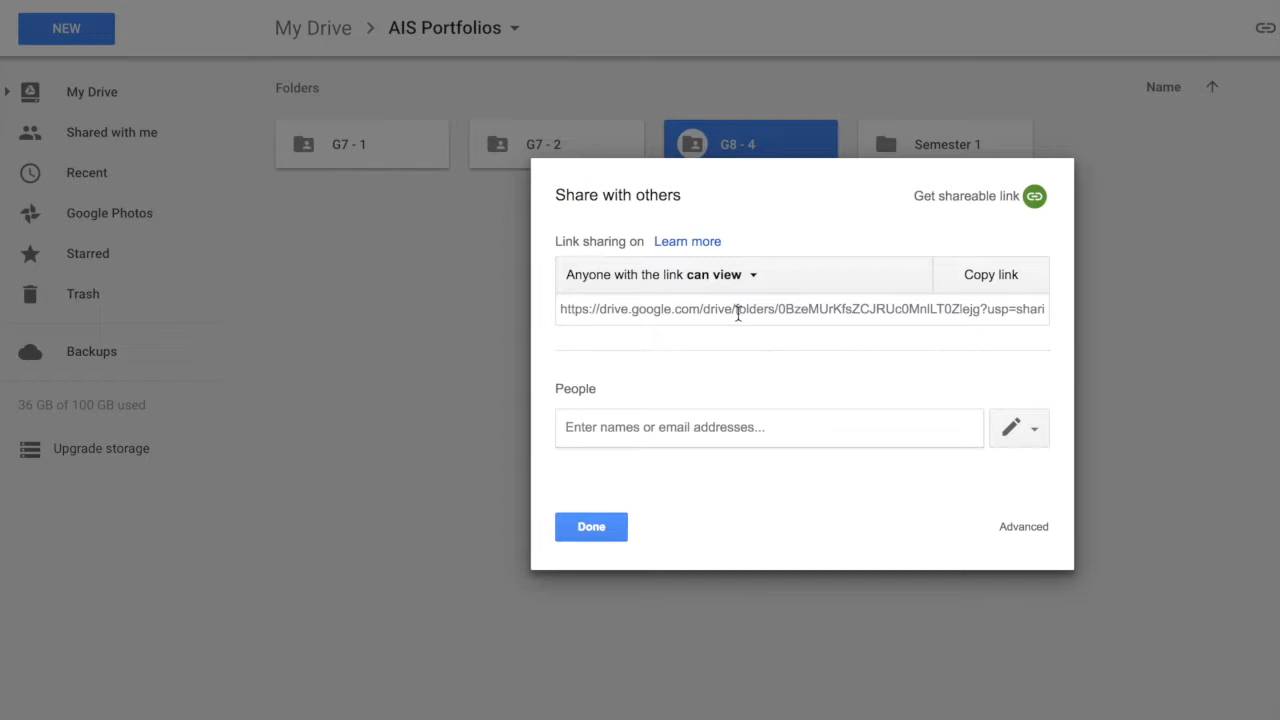 NEW
My Drive > AIS Portfolios
My Drive
Shared with me
Recent
Google Photos
Starred
Trash
Backups
36 GB of 100 GB used
Upgrade storage
Folders
Name
G7 - 1
G7 - 2
G8 - 4
Semester 1
Share with others
Get shareable link
Link sharing on Learn more
Anyone with the link can view
Copy link
https://drive.google.com/drive/folders/0BzeMUrKfsZCJRUc0MnlLT0Zlejg?usp=shari
People
Enter names or email addresses...
Done
Advanced